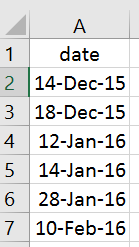 A
1 date
2 14-Dec-15
3 18-Dec-15
4 12-Jan-16
5 14-Jan-16
6 28-Jan-16
7 10-Feb-16